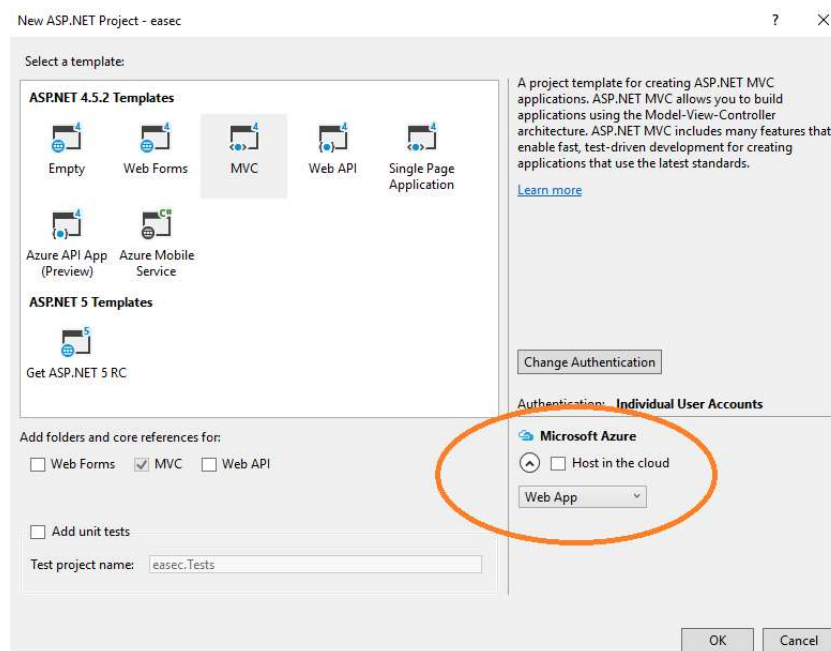 New ASP.NET Project - easec
Select a template:
ASP.NET 4.5.2 Templates
Empty
Web Forms
MVC
Web API
Single Page
Application
Azure API App
(Preview)
Azure Mobile
Service
ASP.NET 5 Templates
Get ASP.NET 5 RC
A project template for creating ASP.NET MVC
applications. ASP.NET MVC allows you to build
applications using the Model-View-Controller
architecture. ASP.NET MVC includes many features that
enable fast, test-driven development for creating
applications that use the latest standards.
Learn more
Change Authentication
Authentication: Individual User Accounts
Microsoft Azure
Host in the cloud
Web App
Add folders and core references for:
Web Forms
MVC
Web API
Add unit tests
Test project name: easec.Tests
OK
Cancel